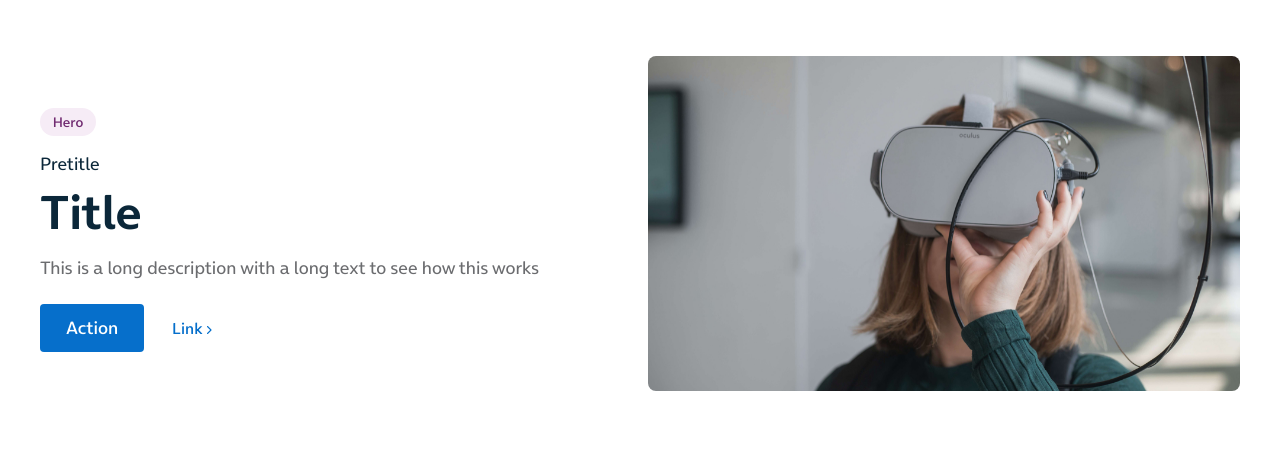 Hero
Pretitle
Title
This is a long description with a long text to see how this works
Action
Link
oculus